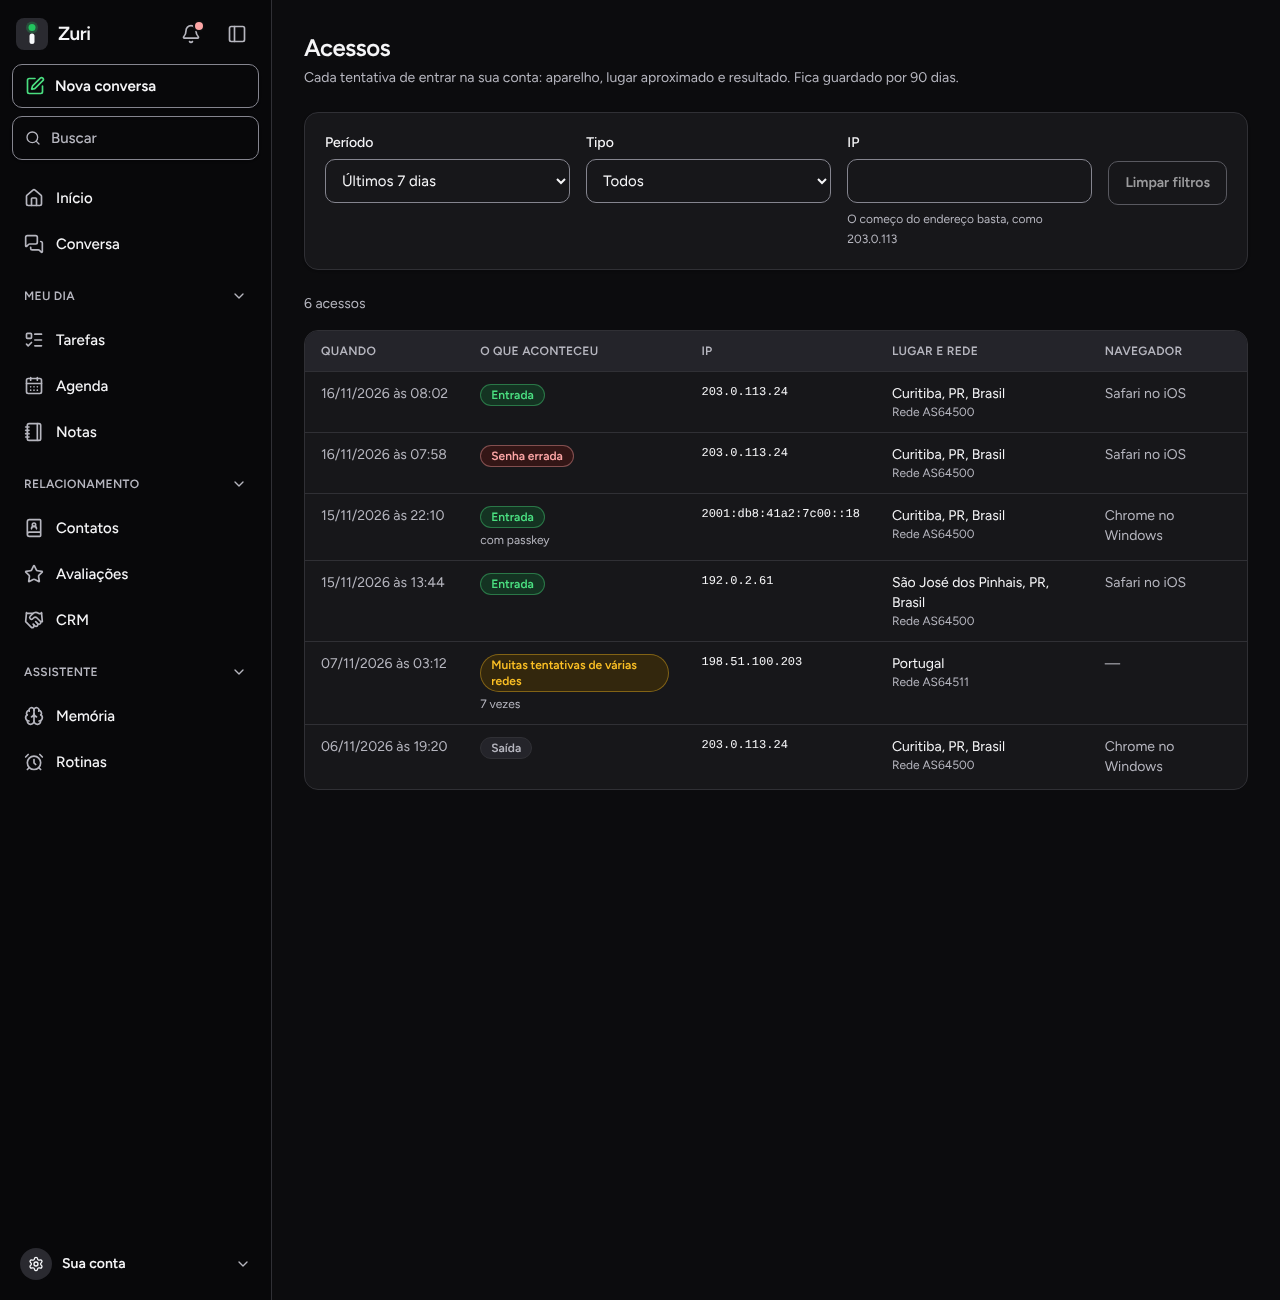 Zuri
Nova conversa
Buscar
Início
Conversa
MEU DIA
Tarefas
Agenda
Notas
RELACIONAMENTO
Contatos
Avaliações
CRM
ASSISTENTE
Memória
Rotinas
Sua conta
Acessos
Cada tentativa de entrar na sua conta: aparelho, lugar aproximado e resultado. Fica guardado por 90 dias.
Período
Últimos 7 dias
Tipo
Todos
IP
O começo do endereço basta, como
203.0.113
Limpar filtros
6 acessos
QUANDO O QUE ACONTECEU IP LUGAR E REDE NAVEGADOR
16/11/2026 às 08:02 Entrada 203.0.113.24 Curitiba, PR, Brasil Safari no iOS
Rede AS64500
16/11/2026 às 07:58 Senha errada 203.0.113.24 Curitiba, PR, Brasil Safari no iOS
Rede AS64500
15/11/2026 às 22:10 Entrada 2001:db8:41a2:7c00::18 Curitiba, PR, Brasil Chrome no
com passkey Rede AS64500 Windows
15/11/2026 às 13:44 Entrada 192.0.2.61 São José dos Pinhais, PR, Safari no iOS
Brasil
Rede AS64500
07/11/2026 às 03:12 Muitas tentativas de várias 198.51.100.203 Portugal —
redes Rede AS64511
7 vezes
06/11/2026 às 19:20 Saída 203.0.113.24 Curitiba, PR, Brasil Chrome no
Rede AS64500 Windows